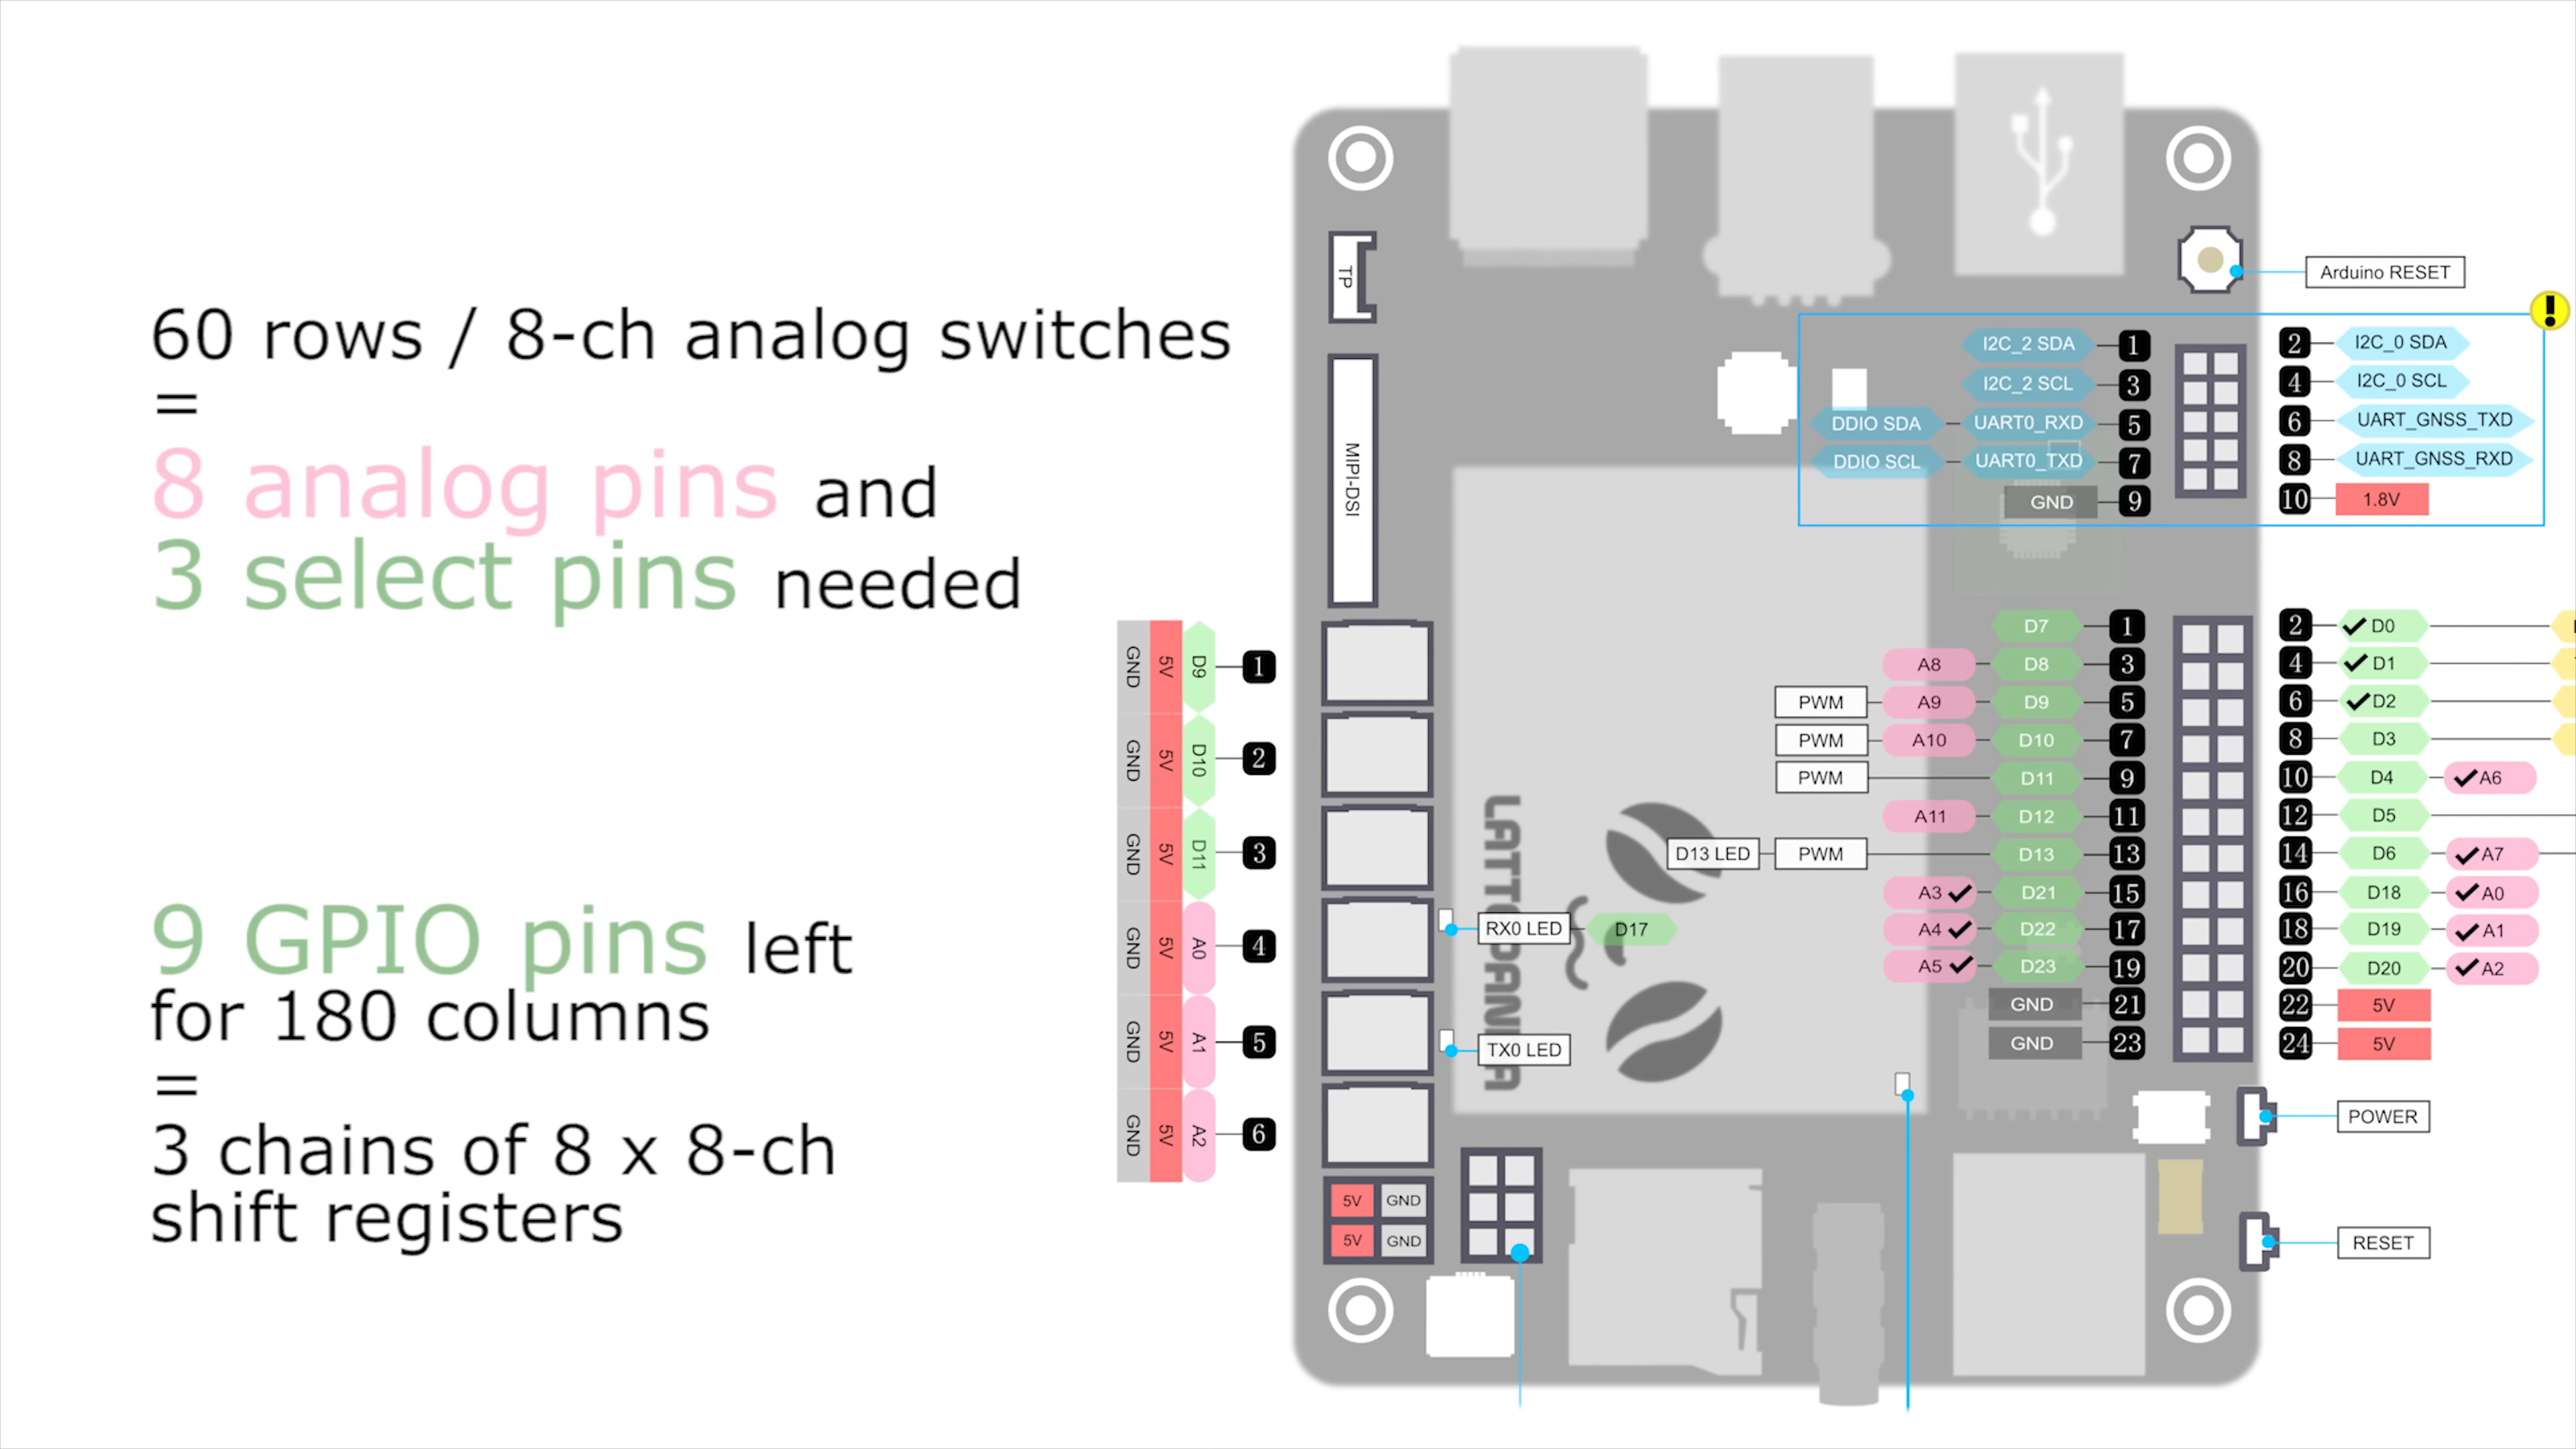 60 rows / 8-ch analog switches
=
8 analog pins and
3 select pins needed
9 GPIO pins left
for 180 columns
=
3 chains of 8 x 8-ch
shift registers
TP
MIPI-DSI
Arduino RESET
!
I2C_2 SDA 1
I2C_2 SCL 3
DDIO SDA UART0_RXD 5
DDIO SCL UART0_TXD 7
GND 9
2 I2C_0 SDA
4 I2C_0 SCL
6 UART_GNSS_TXD
8 UART_GNSS_RXD
10 1.8V
GND 5V D9 1
GND 5V D10 2
GND 5V D11 3
GND 5V A0 4
GND 5V A1 5
GND 5V A2 6
5V GND
5V GND
LATTEPANDA
RX0 LED D17
TX0 LED
D7 1
A8 D8 3
PWM A9 D9 5
PWM A10 D10 7
PWM D11 9
A11 D12 11
D13 LED PWM D13 13
A3 ✓ D21 15
A4 ✓ D22 17
A5 ✓ D23 19
GND 21
GND 23
2 ✓ D0
4 ✓ D1
6 ✓ D2
8 D3
10 D4 ✓ A6
12 D5
14 D6 ✓ A7
16 D18 ✓ A0
18 D19 ✓ A1
20 D20 ✓ A2
22 5V
24 5V
POWER
RESET